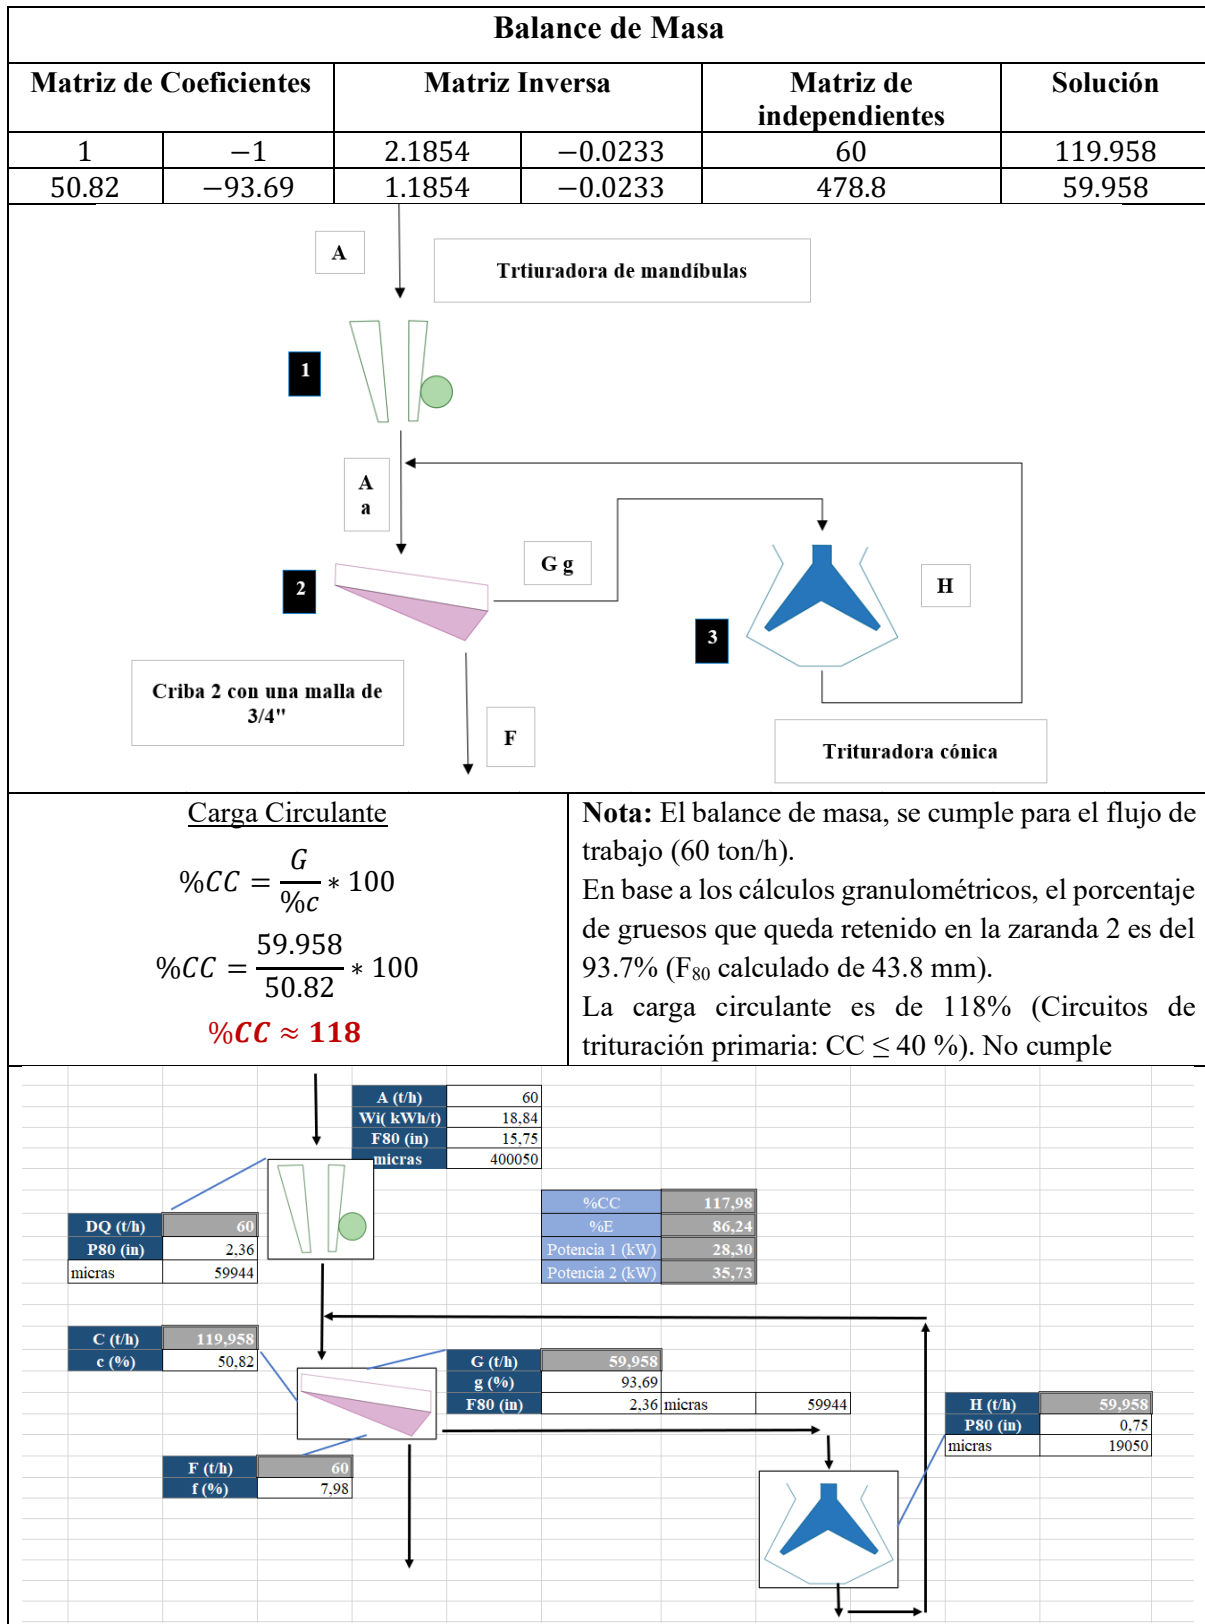 Balance de Masa
Matriz de Coeficientes Matriz Inversa Matriz de independientes Solución
1 −1 2.1854 −0.0233 60 119.958
50.82 −93.69 1.1854 −0.0233 478.8 59.958
A
Trtiuradora de mandíbulas
1
A
a
G g
2
H
3
Criba 2 con una malla de
3/4"
F
Trituradora cónica
Carga Circulante
%CC = G / %c * 100
%CC = 59.958 / 50.82 * 100
%CC ≈ 118
Nota: El balance de masa, se cumple para el flujo de
trabajo (60 ton/h).
En base a los cálculos granulométricos, el porcentaje
de gruesos que queda retenido en la zaranda 2 es del
93.7% (F80 calculado de 43.8 mm).
La carga circulante es de 118% (Circuitos de
trituración primaria: CC ≤ 40 %). No cumple
A (t/h) 60
Wi( kWh/t) 18,84
F80 (in) 15,75
micras 400050
%CC 117,98
%E 86,24
Potencia 1 (kW) 28,30
Potencia 2 (kW) 35,73
DQ (t/h) 60
P80 (in) 2,36
micras 59944
C (t/h) 119,958
c (%) 50,82
G (t/h) 59,958
g (%) 93,69
F80 (in) 2,36 micras 59944
H (t/h) 59,958
P80 (in) 0,75
micras 19050
F (t/h) 60
f (%) 7,98